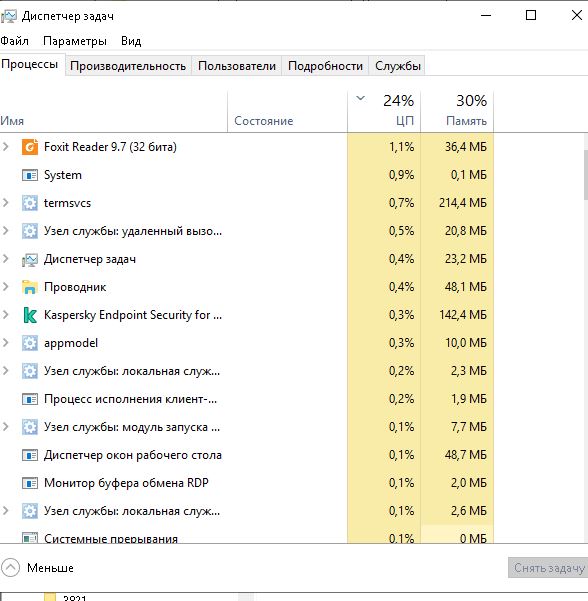 Диспетчер задач
Файл Параметры Вид
Процессы Производительность Пользователи Подробности Службы
24% 30%
Имя Состояние ЦП Память
Foxit Reader 9.7 (32 бита) 1,1% 36,4 МБ
System 0,9% 0,1 МБ
termsvcs 0,7% 214,4 МБ
Узел службы: удаленный вызо... 0,5% 20,8 МБ
Диспетчер задач 0,4% 23,2 МБ
Проводник 0,4% 48,1 МБ
Kaspersky Endpoint Security for ... 0,3% 142,4 МБ
appmodel 0,3% 10,0 МБ
Узел службы: локальная служ... 0,2% 2,3 МБ
Процесс исполнения клиент-... 0,2% 1,9 МБ
Узел службы: модуль запуска ... 0,1% 7,7 МБ
Диспетчер окон рабочего стола 0,1% 48,7 МБ
Монитор буфера обмена RDP 0,1% 2,0 МБ
Узел службы: локальная служ... 0,1% 2,6 МБ
Системные прерывания 0,1% 0 МБ
Меньше Снять задачу
3821